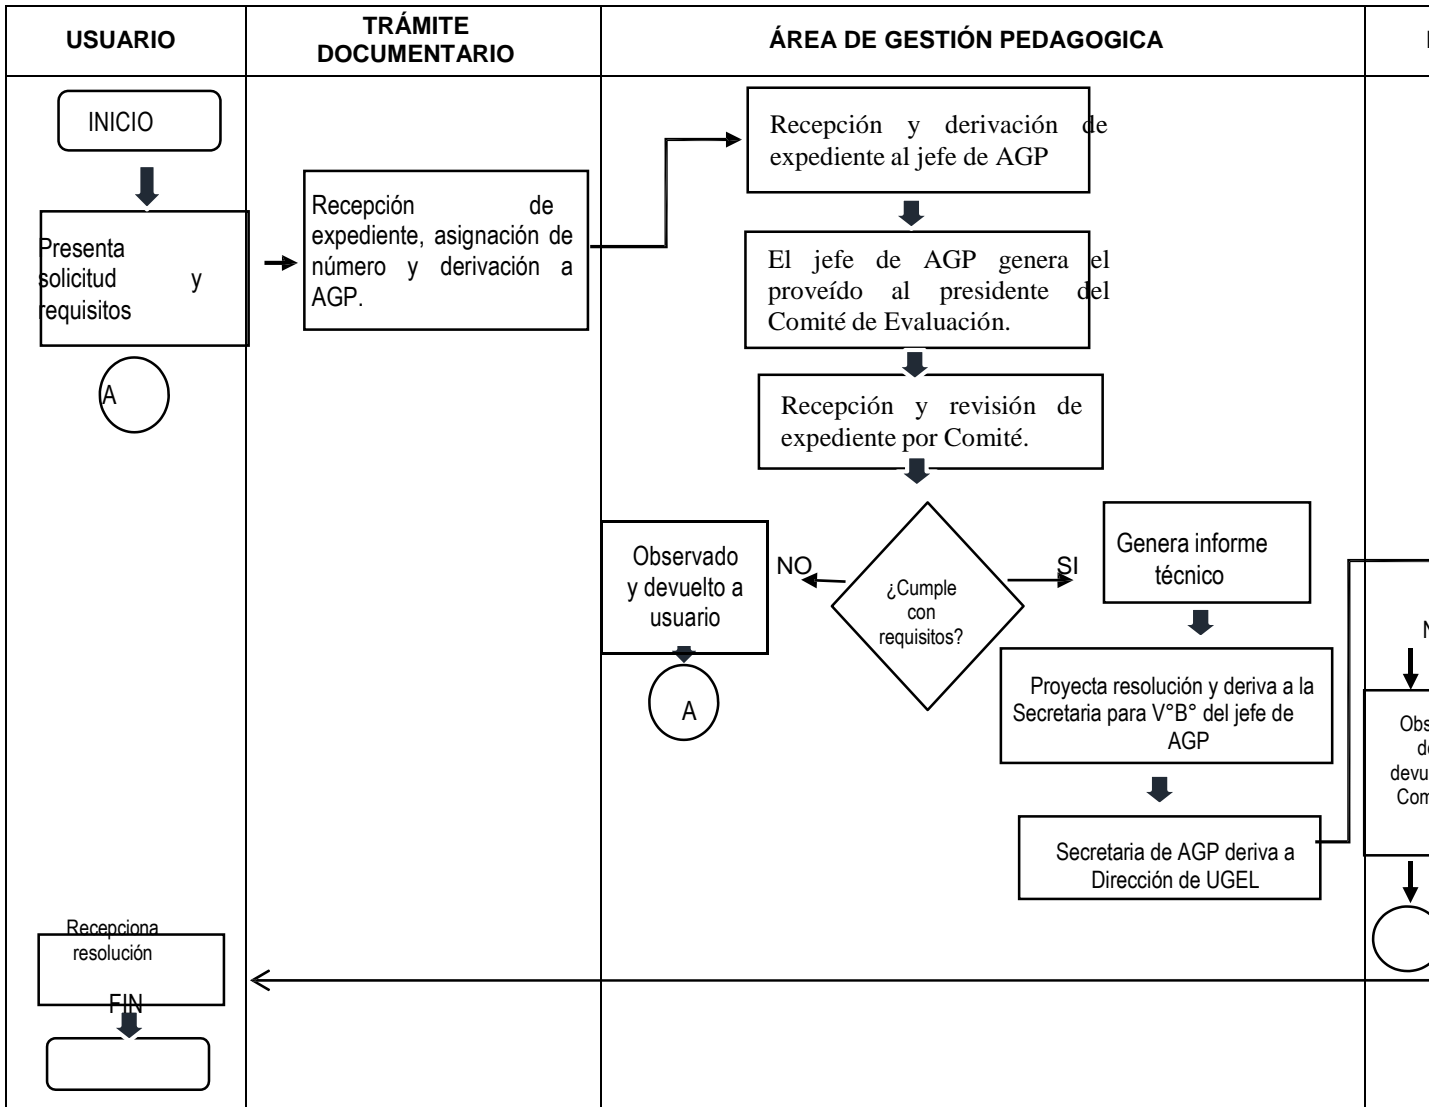 USUARIO
TRÁMITE
DOCUMENTARIO
ÁREA DE GESTIÓN PEDAGOGICA
INICIO
Presenta
solicitud y
requisitos
A
Recepción de
expediente, asignación de
número y derivación a
AGP.
Recepción y derivación de
expediente al jefe de AGP
El jefe de AGP genera el
proveído al presidente del
Comité de Evaluación.
Recepción y revisión de
expediente por Comité.
¿Cumple
con
requisitos?
NO
Observado
y devuelto a
usuario
A
SI
Genera informe
técnico
Proyecta resolución y deriva a la
Secretaria para V°B° del jefe de
AGP
Secretaria de AGP deriva a
Dirección de UGEL
Recepciona
resolución
FIN